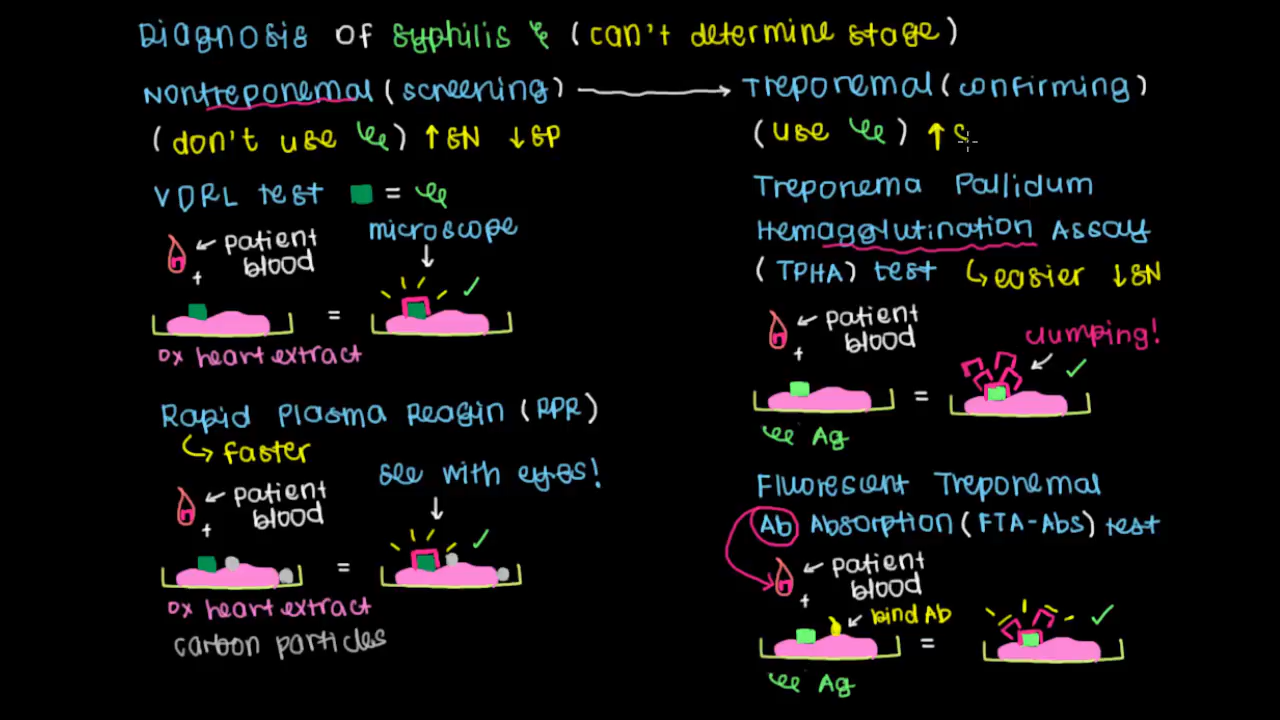 Diagnosis of syphilis (can't determine stage)
Nontreponemal (screening)
(don't use ) ↑SN ↓SP
VDRL test =
patient
blood
+
microscope
=
ox heart extract
Rapid Plasma Reagin (RPR)
faster
patient
blood
+
see with eyes!
=
ox heart extract
carbon particles
Treponemal (confirming)
(use ) ↑ S
Treponema Pallidum
Hemagglutination Assay
(TPHA) test easier ↓SN
patient
blood
+
clumping!
=
Ag
Fluorescent Treponemal
Ab Absorption (FTA-Abs) test
patient
blood
+
bind Ab
=
Ag